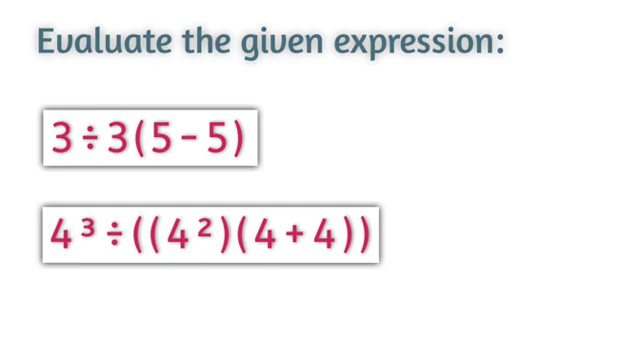 Evaluate the given expression:
3 ÷ 3(5 − 5)
4³ ÷ ((4²)(4 + 4))